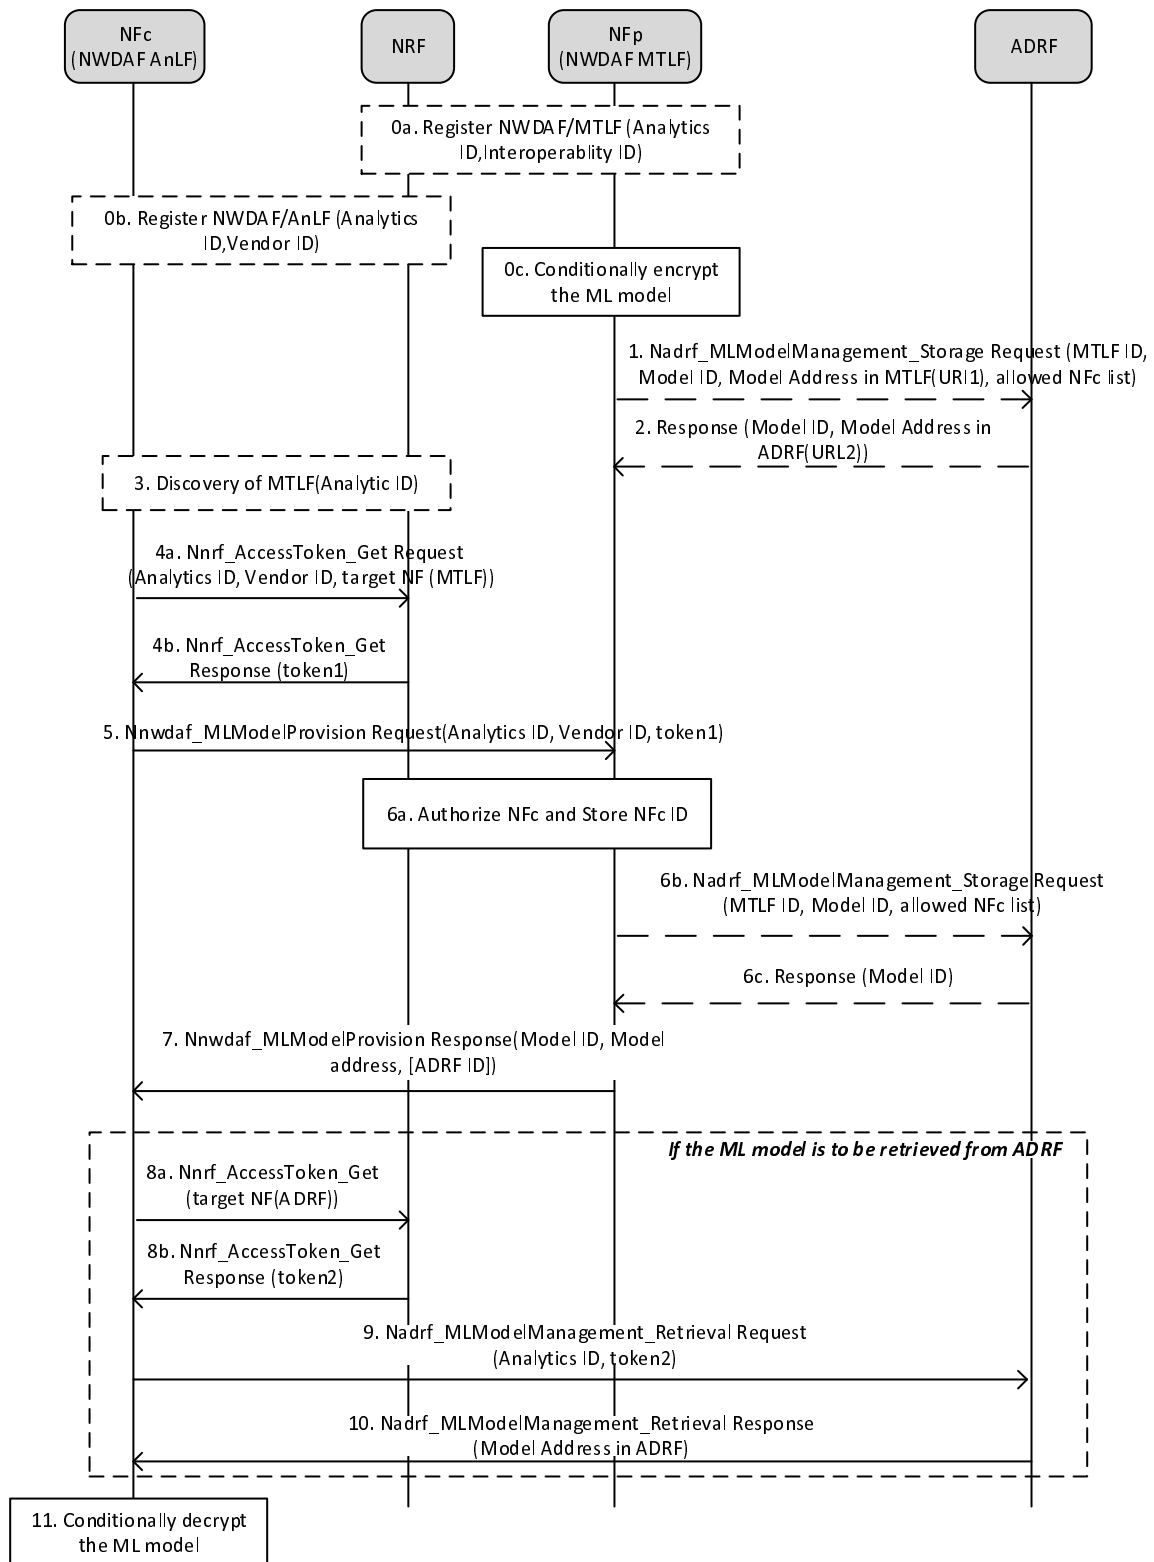 NFc
(NWDAF AnLF)
NRF
NFp
(NWDAF MTLF)
ADRF
0a. Register NWDAF/MTLF (Analytics
ID,Interoperablity ID)
0b. Register NWDAF/AnLF (Analytics
ID,Vendor ID)
0c. Conditionally encrypt
the ML model
1. Nadrf_MLModelManagement_Storage Request (MTLF ID,
Model ID, Model Address in MTLF(URl1), allowed NFc list)
2. Response (Model ID, Model Address in
ADRF(URL2))
3. Discovery of MTLF(Analytic ID)
4a. Nnrf_AccessToken_Get Request
(Analytics ID, Vendor ID, target NF (MTLF))
4b. Nnrf_AccessToken_Get
Response (token1)
5. Nnwdaf_MLModelProvision Request(Analytics ID, Vendor ID, token1)
6a. Authorize NFc and Store NFc ID
6b. Nadrf_MLModelManagement_Storage Request
(MTLF ID, Model ID, allowed NFc list)
6c. Response (Model ID)
7. Nnwdaf_MLModelProvision Response(Model ID, Model
address, [ADRF ID])
If the ML model is to be retrieved from ADRF
8a. Nnrf_AccessToken_Get
(target NF(ADRF))
8b. Nnrf_AccessToken_Get
Response (token2)
9. Nadrf_MLModelManagement_Retrieval Request
(Analytics ID, token2)
10. Nadrf_MLModelManagement_Retrieval Response
(Model Address in ADRF)
11. Conditionally decrypt
the ML model